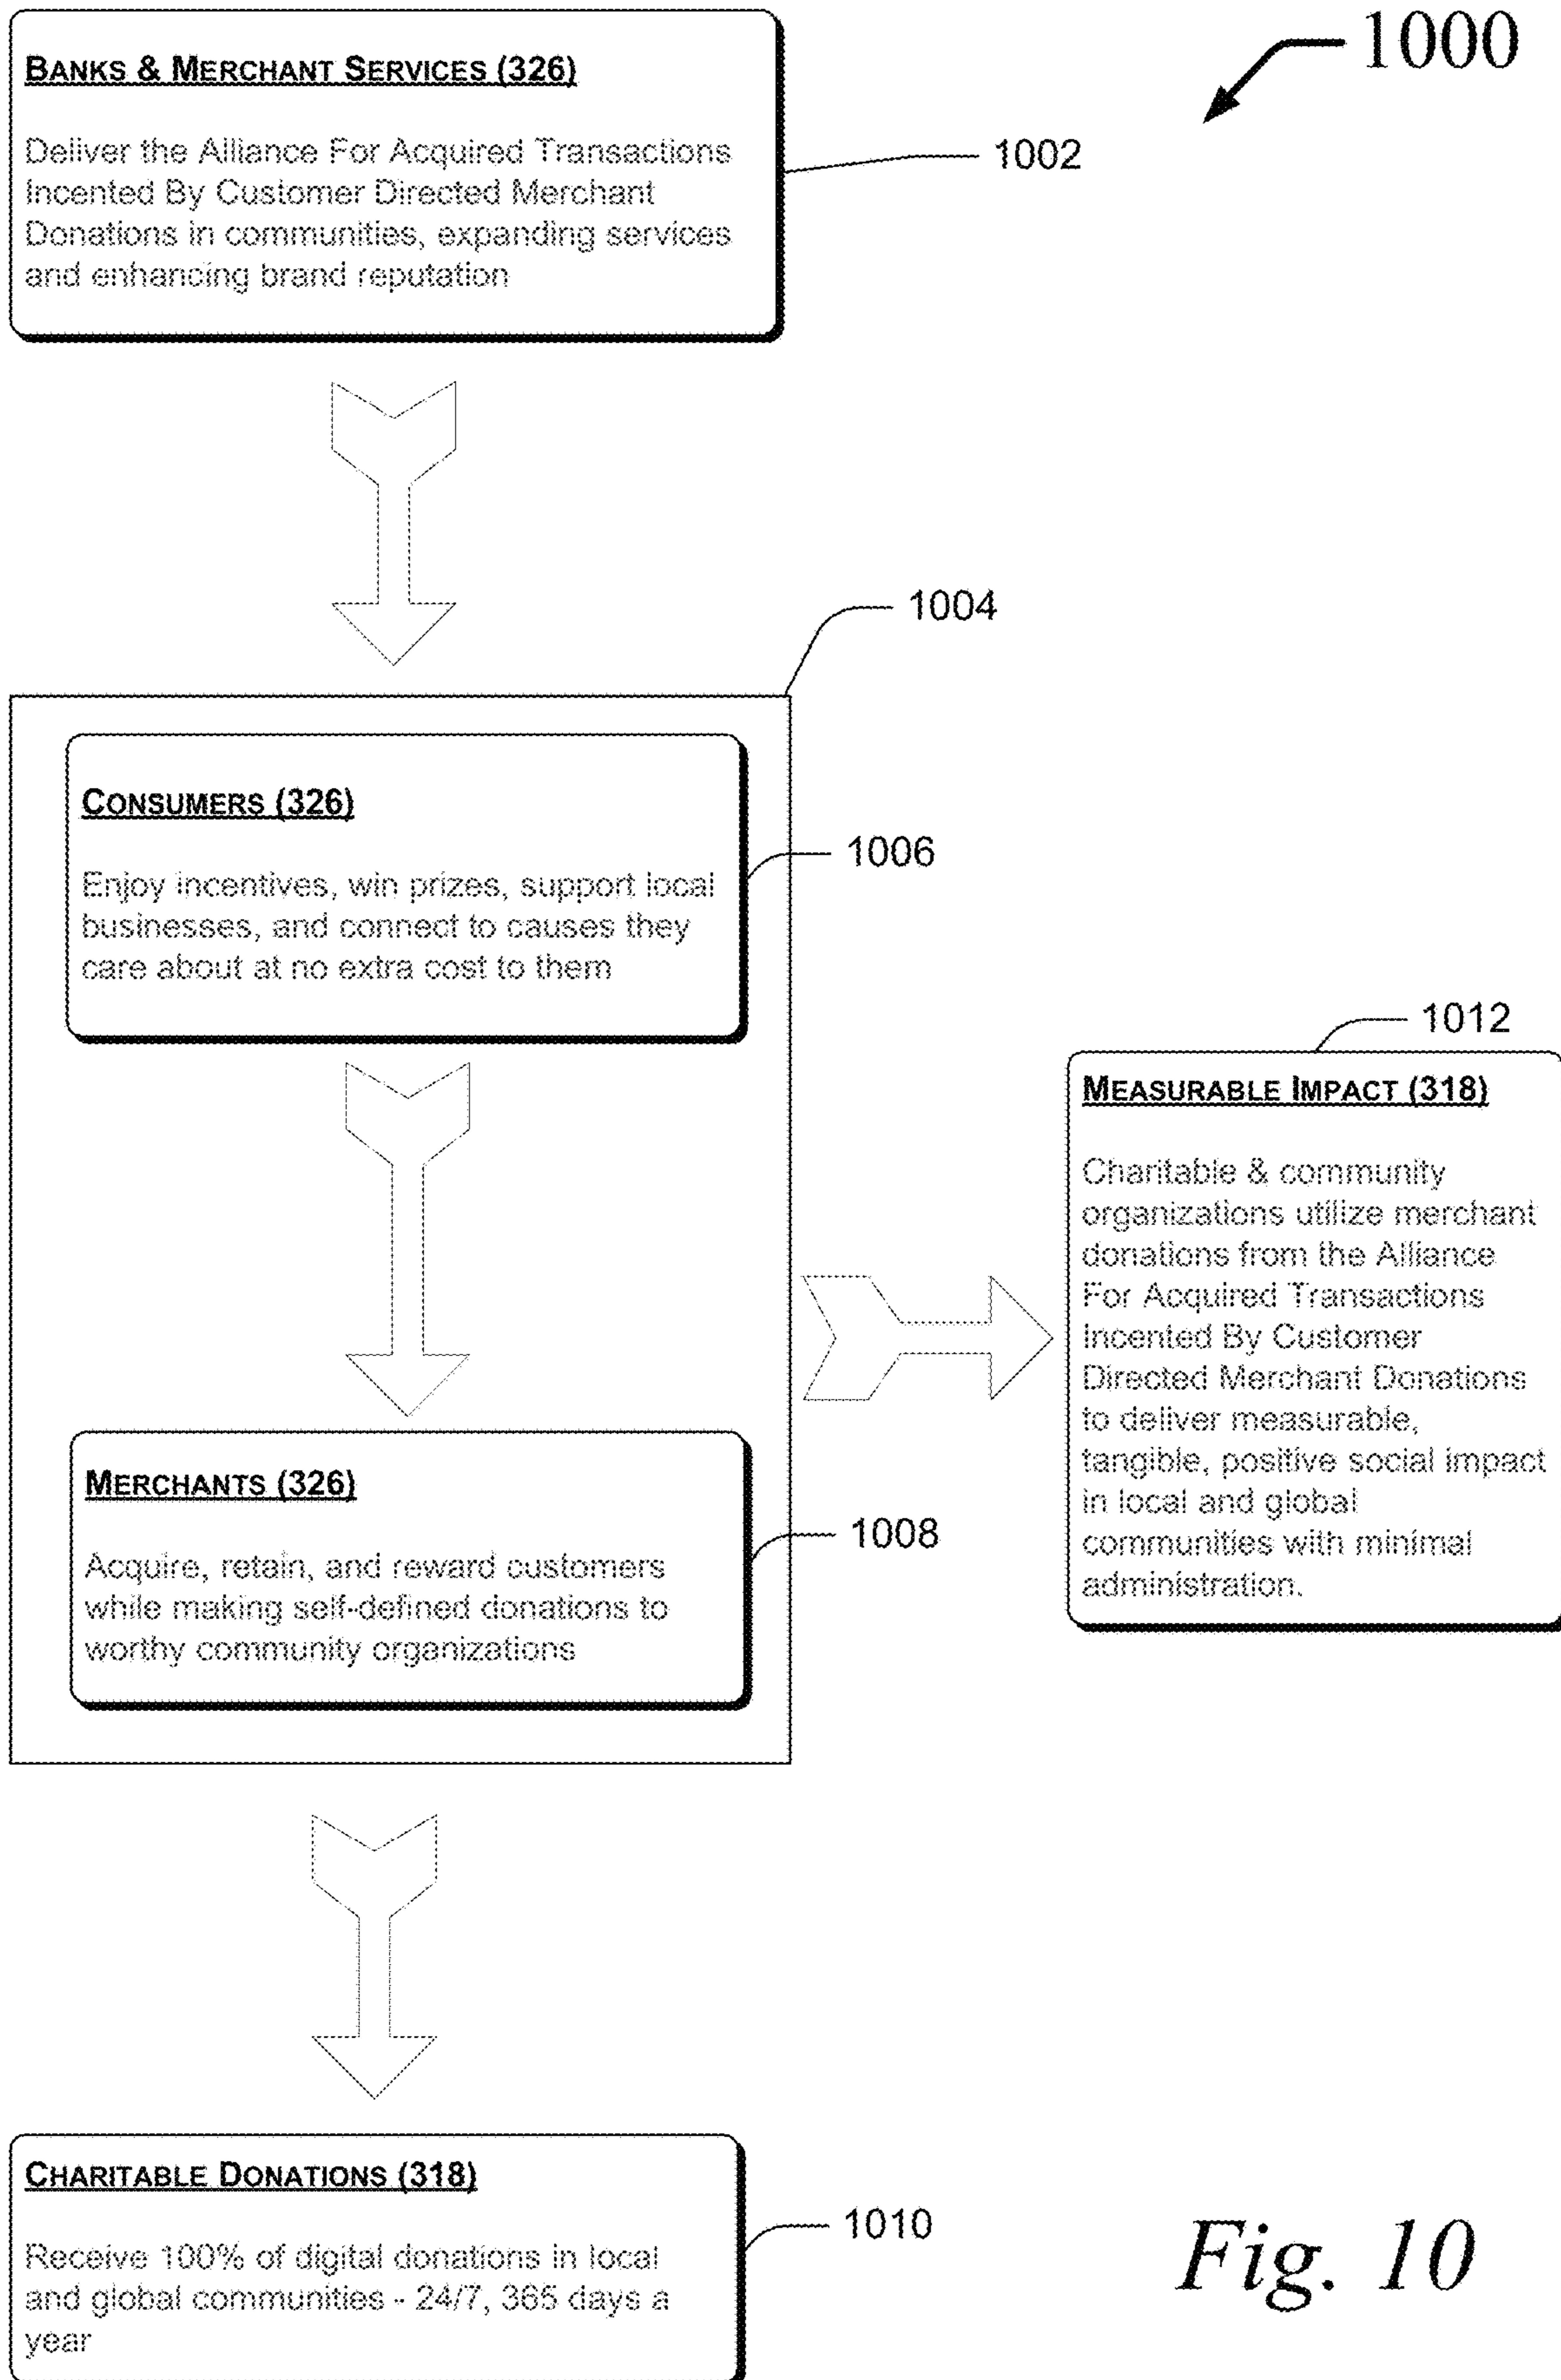 1000
BANKS & MERCHANT SERVICES (326)
Deliver the Alliance For Acquired Transactions
Incented By Customer Directed Merchant
Donations in communities, expanding services
and enhancing brand reputation
1002
1004
CONSUMERS (326)
Enjoy incentives, win prizes, support local
businesses, and connect to causes they
care about at no extra cost to them
1006
MERCHANTS (326)
Acquire, retain, and reward customers
while making self-defined donations to
worthy community organizations
1008
1012
MEASURABLE IMPACT (318)
Charitable & community
organizations utilize merchant
donations from the Alliance
For Acquired Transactions
Incented By Customer
Directed Merchant Donations
to deliver measurable,
tangible, positive social impact
in local and global
communities with minimal
administration.
CHARITABLE DONATIONS (318)
Receive 100% of digital donations in local
and global communities - 24/7, 365 days a
year
1010
Fig. 10